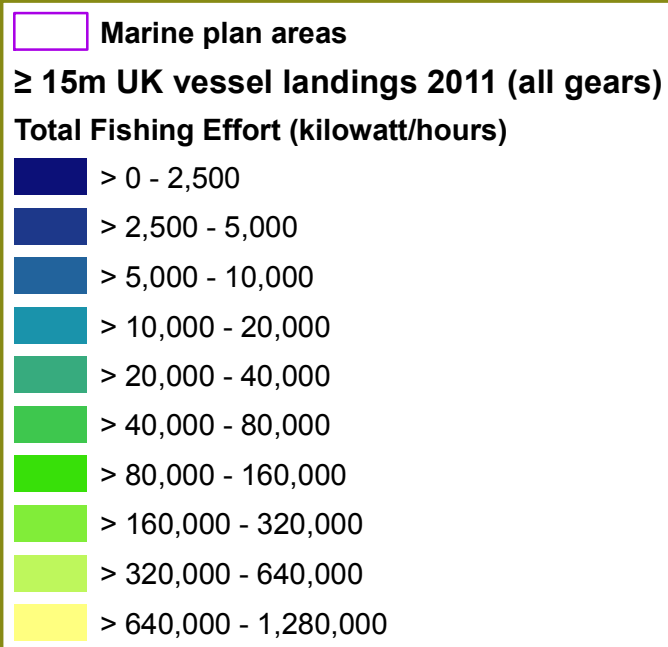 Marine plan areas
≥ 15m UK vessel landings 2011 (all gears)
Total Fishing Effort (kilowatt/hours)
> 0 - 2,500
> 2,500 - 5,000
> 5,000 - 10,000
> 10,000 - 20,000
> 20,000 - 40,000
> 40,000 - 80,000
> 80,000 - 160,000
> 160,000 - 320,000
> 320,000 - 640,000
> 640,000 - 1,280,000